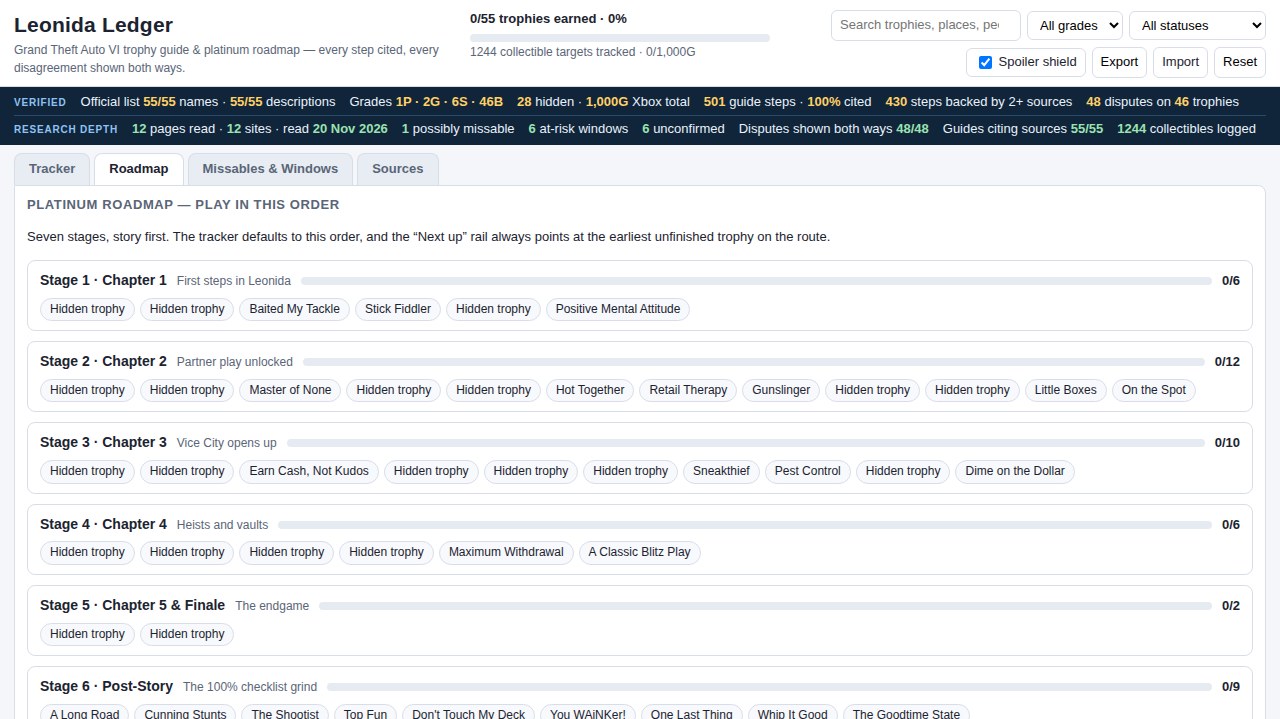 Leonida Ledger
Grand Theft Auto VI trophy guide & platinum roadmap — every step cited, every
disagreement shown both ways.
0/55 trophies earned · 0%
1244 collectible targets tracked · 0/1,000G
Search trophies, places, pe
All grades
All statuses
Spoiler shield
Export
Import
Reset
VERIFIED Official list 55/55 names · 55/55 descriptions Grades 1P · 2G · 6S · 46B 28 hidden · 1,000G Xbox total 501 guide steps · 100% cited 430 steps backed by 2+ sources 48 disputes on 46 trophies
RESEARCH DEPTH 12 pages read · 12 sites · read 20 Nov 2026 1 possibly missable 6 at-risk windows 6 unconfirmed Disputes shown both ways 48/48 Guides citing sources 55/55 1244 collectibles logged
Tracker
Roadmap
Missables & Windows
Sources
PLATINUM ROADMAP — PLAY IN THIS ORDER
Seven stages, story first. The tracker defaults to this order, and the “Next up” rail always points at the earliest unfinished trophy on the route.
Stage 1 · Chapter 1 First steps in Leonida 0/6
Hidden trophy Hidden trophy Baited My Tackle Stick Fiddler Hidden trophy Positive Mental Attitude
Stage 2 · Chapter 2 Partner play unlocked 0/12
Hidden trophy Hidden trophy Master of None Hidden trophy Hidden trophy Hot Together Retail Therapy Gunslinger Hidden trophy Hidden trophy Little Boxes On the Spot
Stage 3 · Chapter 3 Vice City opens up 0/10
Hidden trophy Hidden trophy Earn Cash, Not Kudos Hidden trophy Hidden trophy Hidden trophy Sneakthief Pest Control Hidden trophy Dime on the Dollar
Stage 4 · Chapter 4 Heists and vaults 0/6
Hidden trophy Hidden trophy Hidden trophy Hidden trophy Maximum Withdrawal A Classic Blitz Play
Stage 5 · Chapter 5 & Finale The endgame 0/2
Hidden trophy Hidden trophy
Stage 6 · Post-Story The 100% checklist grind 0/9
A Long Road Cunning Stunts The Shootist Top Fun Don't Touch My Deck You WAiNKer! One Last Thing Whip It Good The Goodtime State